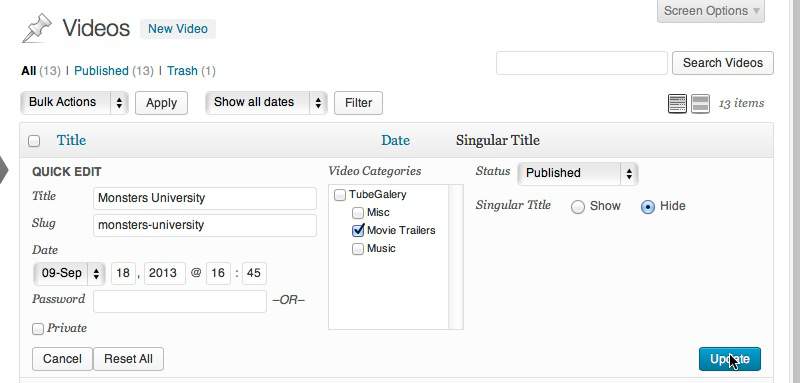 Screen Options
Videos New Video
All (13) | Published (13) | Trash (1)
Search Videos
Bulk Actions Apply Show all dates Filter 13 items
Title Date Singular Title
QUICK EDIT Video Categories Status Published
Title Monsters University TubeGalery
Slug monsters-university Misc Singular Title Show Hide
Movie Trailers
Date Music
09-Sep 18 , 2013 @ 16 : 45
Password –OR–
Private
Cancel Reset All Update